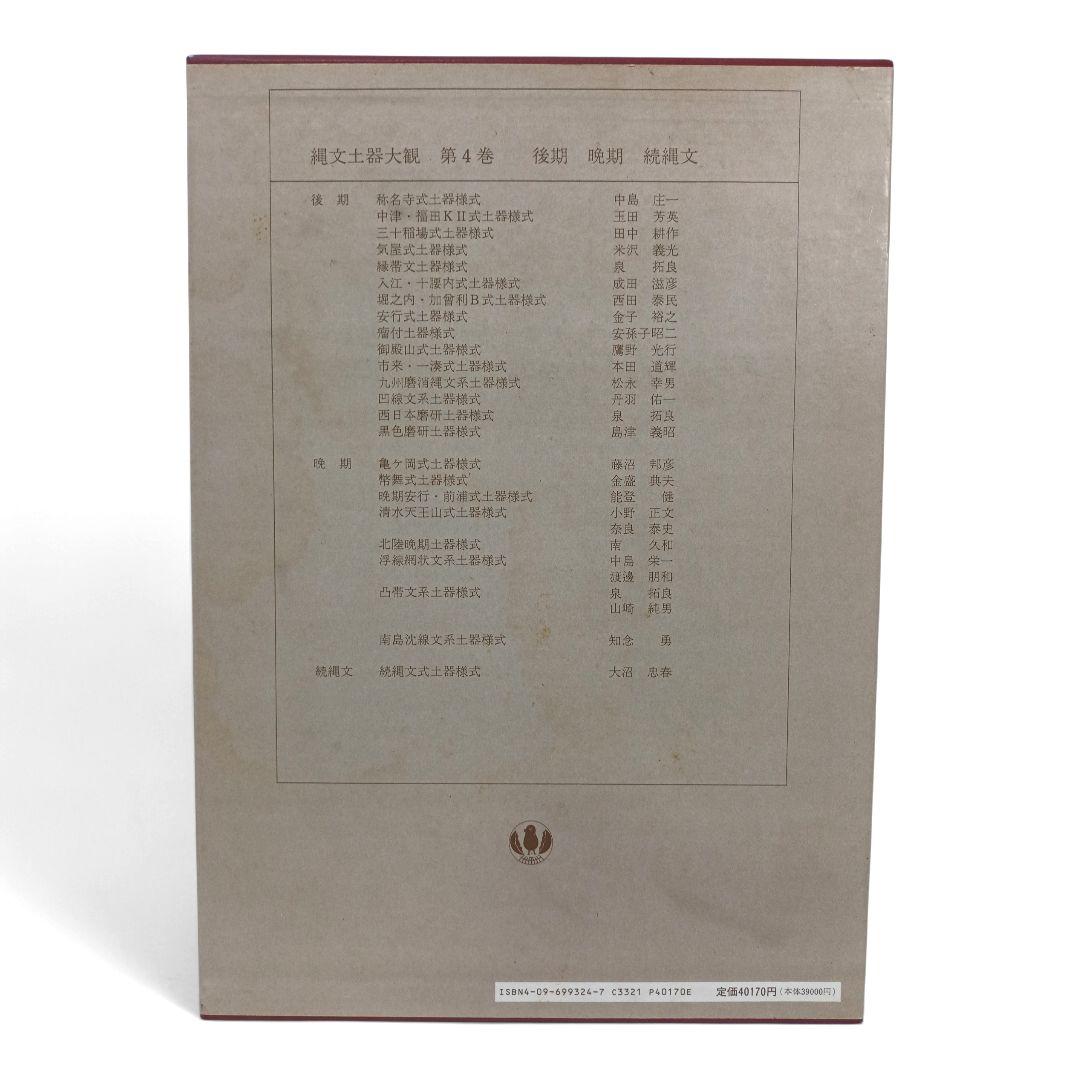 縄文土器大観 第4巻 後期 晩期 続縄文
後期 称名寺式土器様式 中島 庄一
中津・福田KⅡ式土器様式 玉田 芳英
三十稲場式土器様式 田中 耕作
気屋式土器様式 米沢 義光
縁帯文土器様式 泉 拓良
入江・十腰内式土器様式 成田 滋彦
堀之内・加曾利B式土器様式 西田 泰民
安行式土器様式 金子 裕之
瘤付土器様式 安孫子昭二
御殿山式土器様式 鷹野 光行
市来・一湊式土器様式 本田 道輝
九州磨消縄文系土器様式 松永 幸男
凹線文系土器様式 丹羽 佑一
西日本磨研土器様式 泉 拓良
黒色磨研土器様式 島津 義昭
晩期 亀ケ岡式土器様式 藤沼 邦彦
幣舞式土器様式 金盛 典夫
晩期安行・前浦式土器様式 能登 健
清水天王山式土器様式 小野 正文
奈良 泰史
北陸晩期土器様式 南 久和
浮線網状文系土器様式 中島 栄一
渡邊 朋和
凸帯文系土器様式 泉 拓良
山崎 純男
南島沈線文系土器様式 知念 勇
続縄文 続縄文式土器様式 大沼 忠春
ISBN4-09-699324-7 C3321 P40170E 定価40170円(本体39000円)